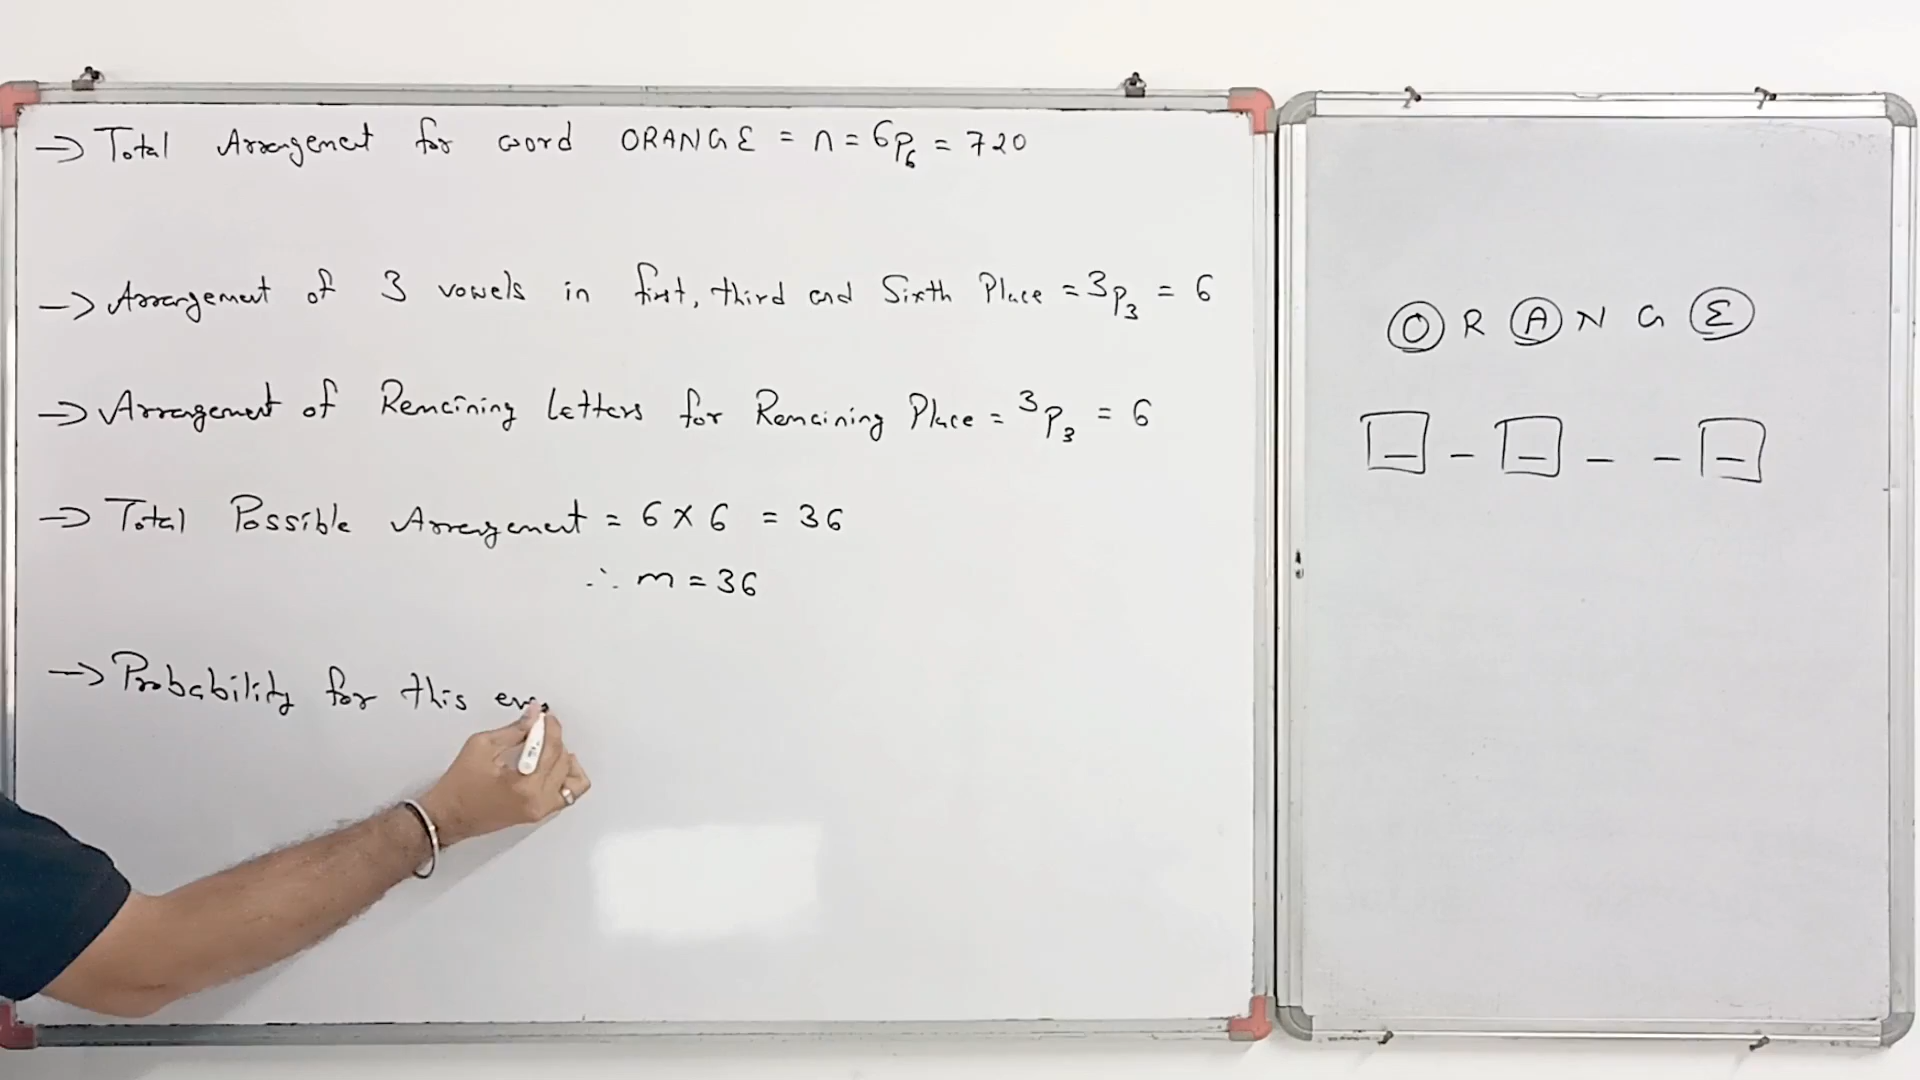 → Total Arrangement for word ORANGE = n = 6P₆ = 720
→ Arrangement of 3 vowels in first, third and Sixth Place = 3P₃ = 6
→ Arrangement of Remaining Letters for Remaining Place = ³P₃ = 6
→ Total Possible Arrangement = 6 × 6 = 36
∴ m = 36
→ Probability for this
O R A N G E
_ _ _ _ _ _